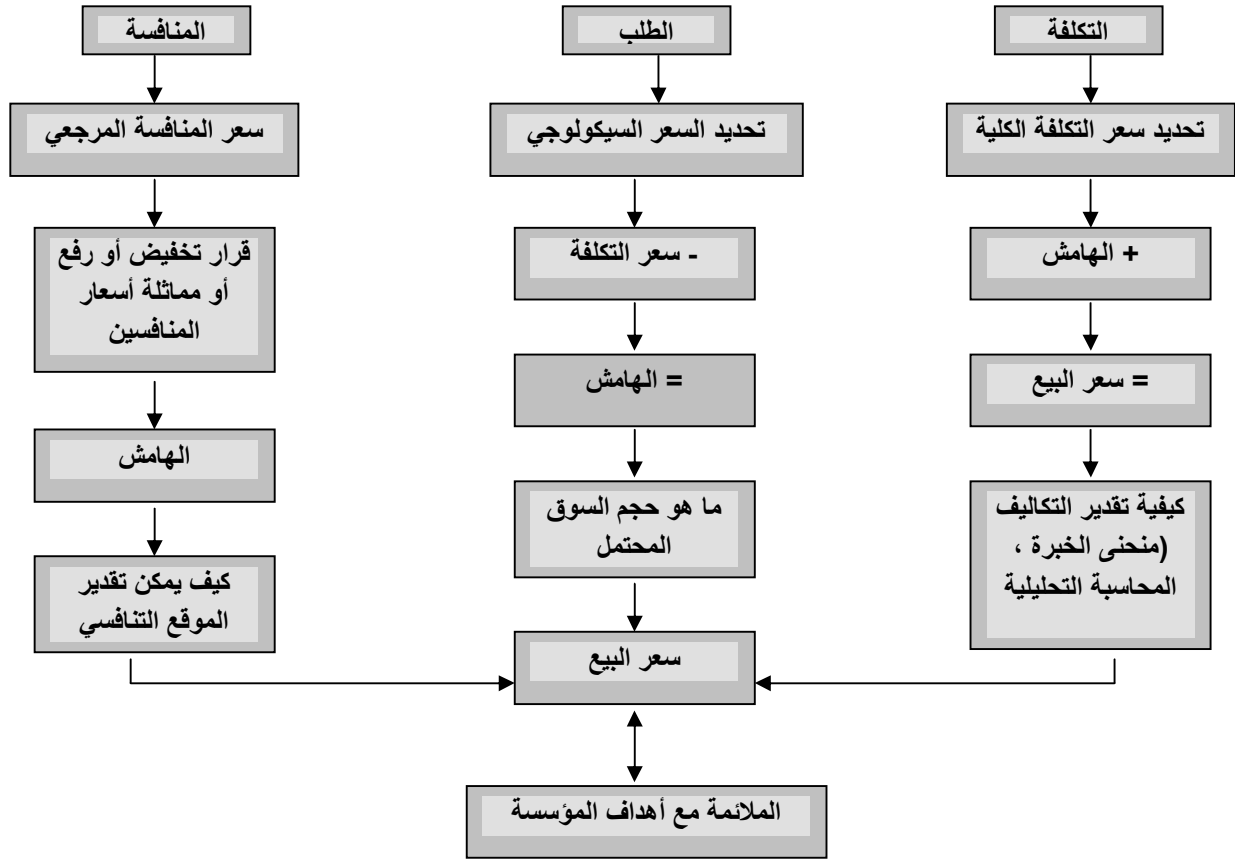 التكلفة
تحديد سعر التكلفة الكلية
+ الهامش
= سعر البيع
كيفية تقدير التكاليف
(منحنى الخبرة ،
المحاسبة التحليلية
الطلب
تحديد السعر السيكولوجي
- سعر التكلفة
= الهامش
ما هو حجم السوق
المحتمل
المنافسة
سعر المنافسة المرجعي
قرار تخفيض أو رفع
أو مماثلة أسعار
المنافسين
الهامش
كيف يمكن تقدير
الموقع التنافسي
سعر البيع
الملائمة مع أهداف المؤسسة